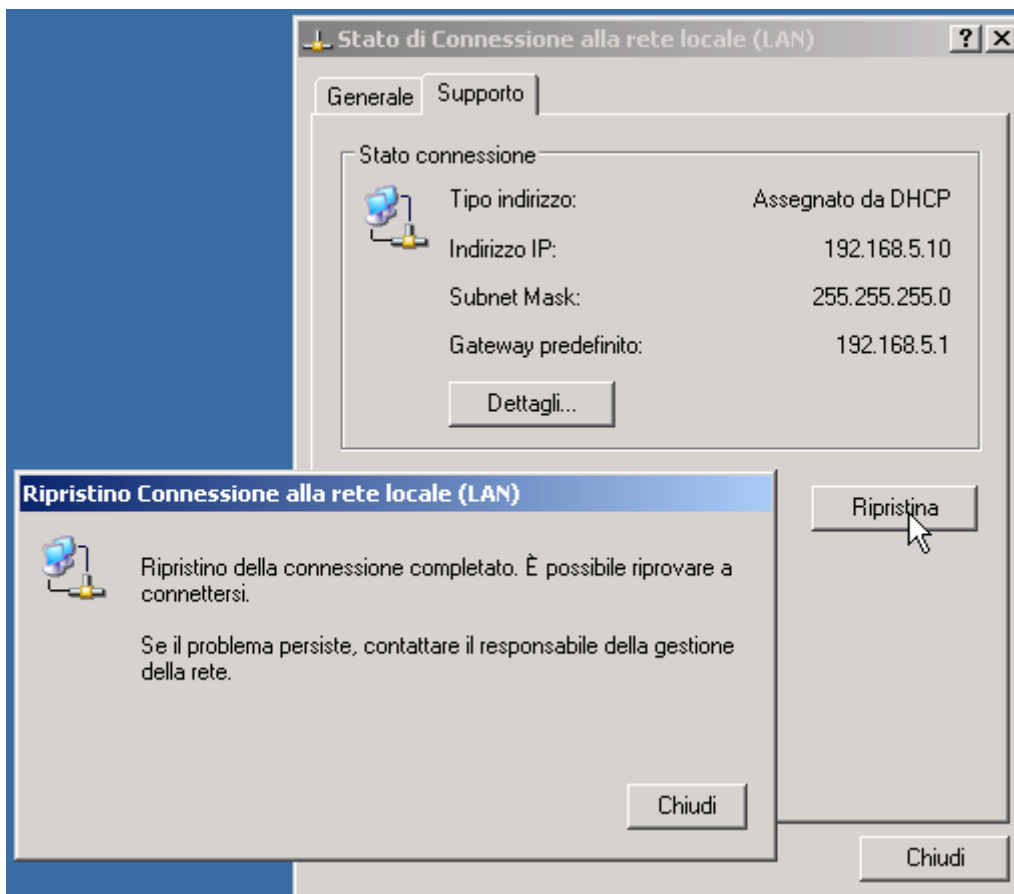 Stato di Connessione alla rete locale (LAN)
Generale
Supporto
Stato connessione
Tipo indirizzo: Assegnato da DHCP
Indirizzo IP: 192.168.5.10
Subnet Mask: 255.255.255.0
Gateway predefinito: 192.168.5.1
Dettagli...
Ripristina
Ripristino Connessione alla rete locale (LAN)
Ripristino della connessione completato. È possibile riprovare a
connettersi.
Se il problema persiste, contattare il responsabile della gestione
della rete.
Chiudi
Chiudi